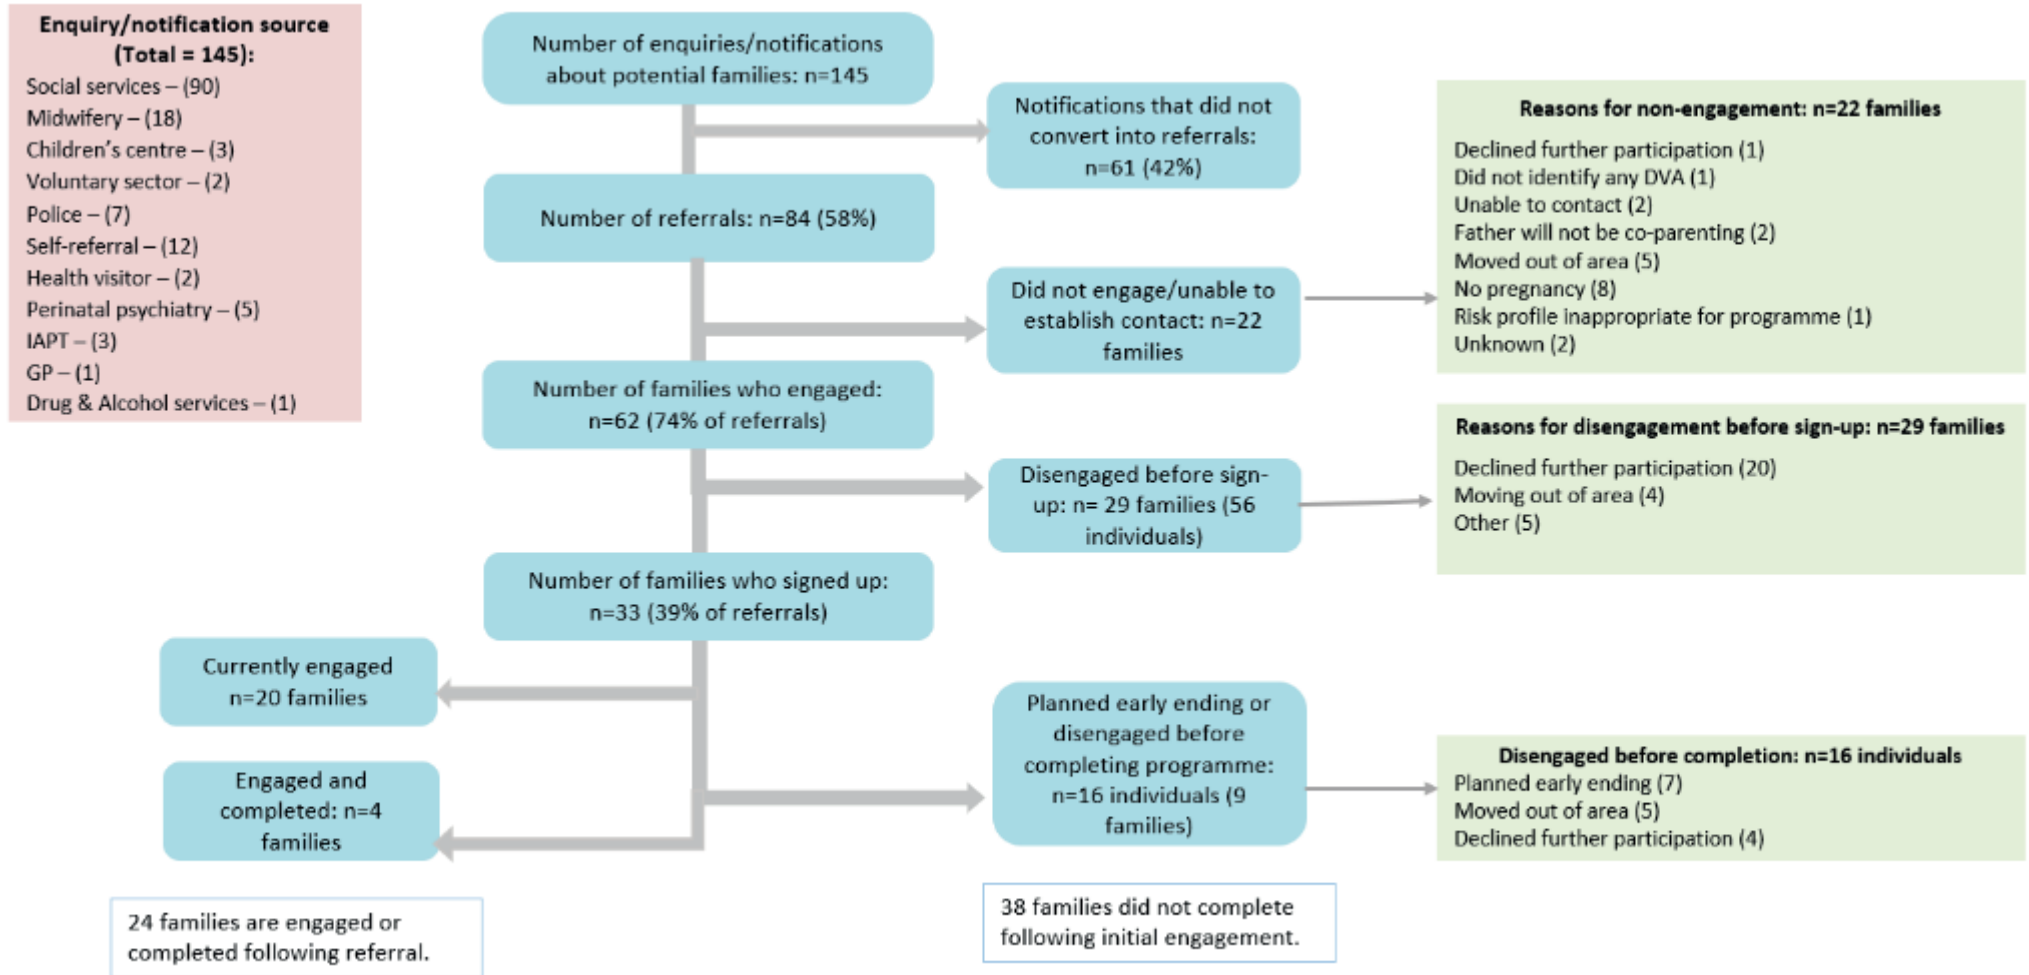 Enquiry/notification source
(Total = 145):
Social services – (90)
Midwifery – (18)
Children's centre – (3)
Voluntary sector – (2)
Police – (7)
Self-referral – (12)
Health visitor – (2)
Perinatal psychiatry – (5)
IAPT – (3)
GP – (1)
Drug & Alcohol services – (1)
Number of enquiries/notifications
about potential families: n=145
Notifications that did not
convert into referrals:
n=61 (42%)
Number of referrals: n=84 (58%)
Did not engage/unable to
establish contact: n=22
families
Reasons for non-engagement: n=22 families
Declined further participation (1)
Did not identify any DVA (1)
Unable to contact (2)
Father will not be co-parenting (2)
Moved out of area (5)
No pregnancy (8)
Risk profile inappropriate for programme (1)
Unknown (2)
Number of families who engaged:
n=62 (74% of referrals)
Disengaged before sign-
up: n= 29 families (56
individuals)
Reasons for disengagement before sign-up: n=29 families
Declined further participation (20)
Moving out of area (4)
Other (5)
Number of families who signed up:
n=33 (39% of referrals)
Currently engaged
n=20 families
Engaged and
completed: n=4
families
Planned early ending or
disengaged before
completing programme:
n=16 individuals (9
families)
Disengaged before completion: n=16 individuals
Planned early ending (7)
Moved out of area (5)
Declined further participation (4)
24 families are engaged or
completed following referral.
38 families did not complete
following initial engagement.